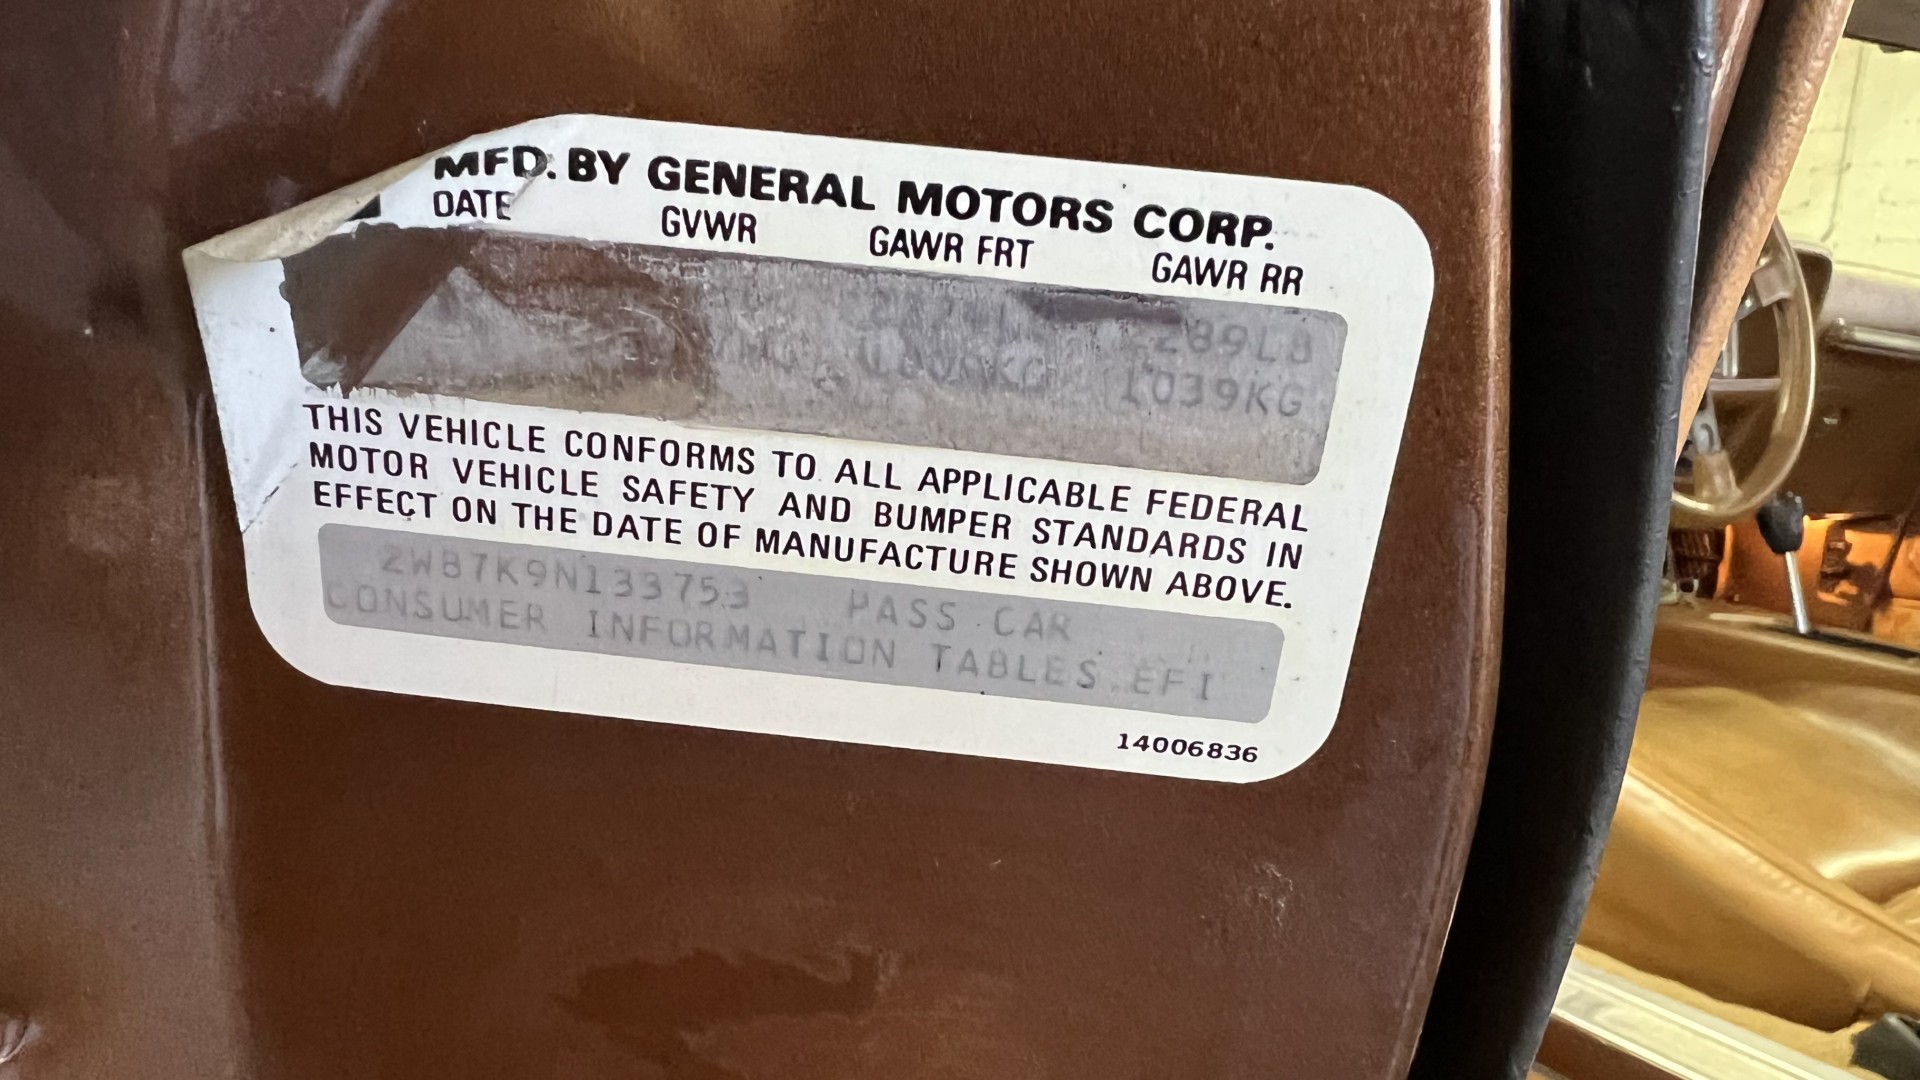 MFD. BY GENERAL MOTORS CORP.
DATE GVWR GAWR FRT GAWR RR
289LB
1039KG
THIS VEHICLE CONFORMS TO ALL APPLICABLE FEDERAL
MOTOR VEHICLE SAFETY AND BUMPER STANDARDS IN
EFFECT ON THE DATE OF MANUFACTURE SHOWN ABOVE.
2W87K9N133753 PASS CAR
CONSUMER INFORMATION TABLES EFI
14006836